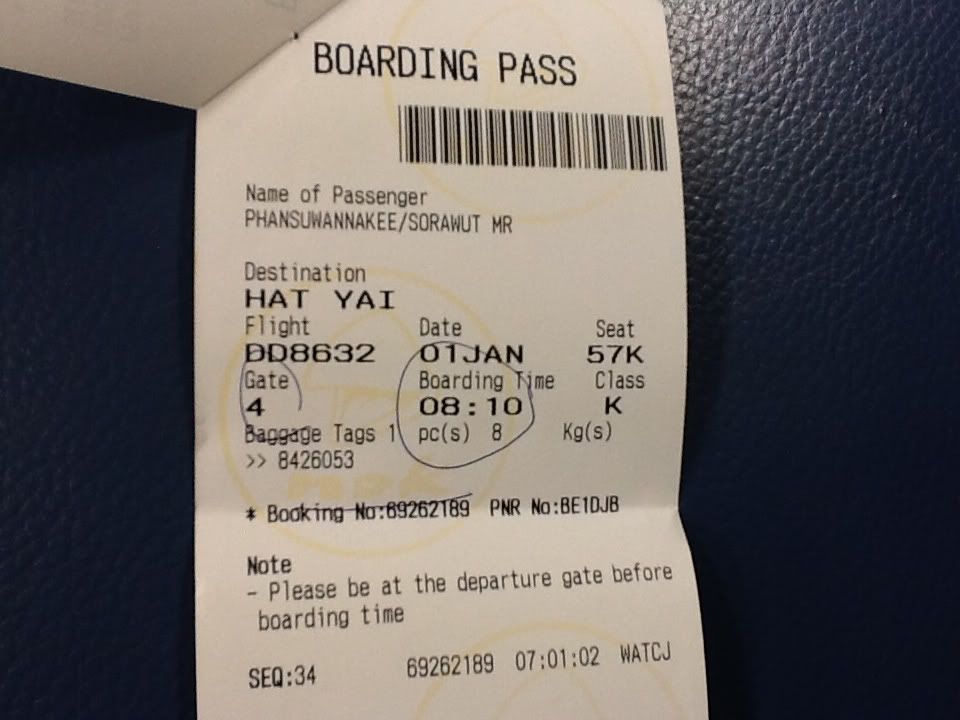 BOARDING PASS
Name of Passenger
PHANSUWANNAKEE/SORAWUT MR
Destination
HAT YAI
Flight Date Seat
DD8632 01JAN 57K
Gate Boarding Time Class
4 08:10 K
Baggage Tags 1 pc(s) 8 Kg(s)
>> 8426053
* Booking No:69262189 PNR No:BE1DJB
Note
- Please be at the departure gate before
boarding time
SEQ:34 69262189 07:01:02 WATCJ